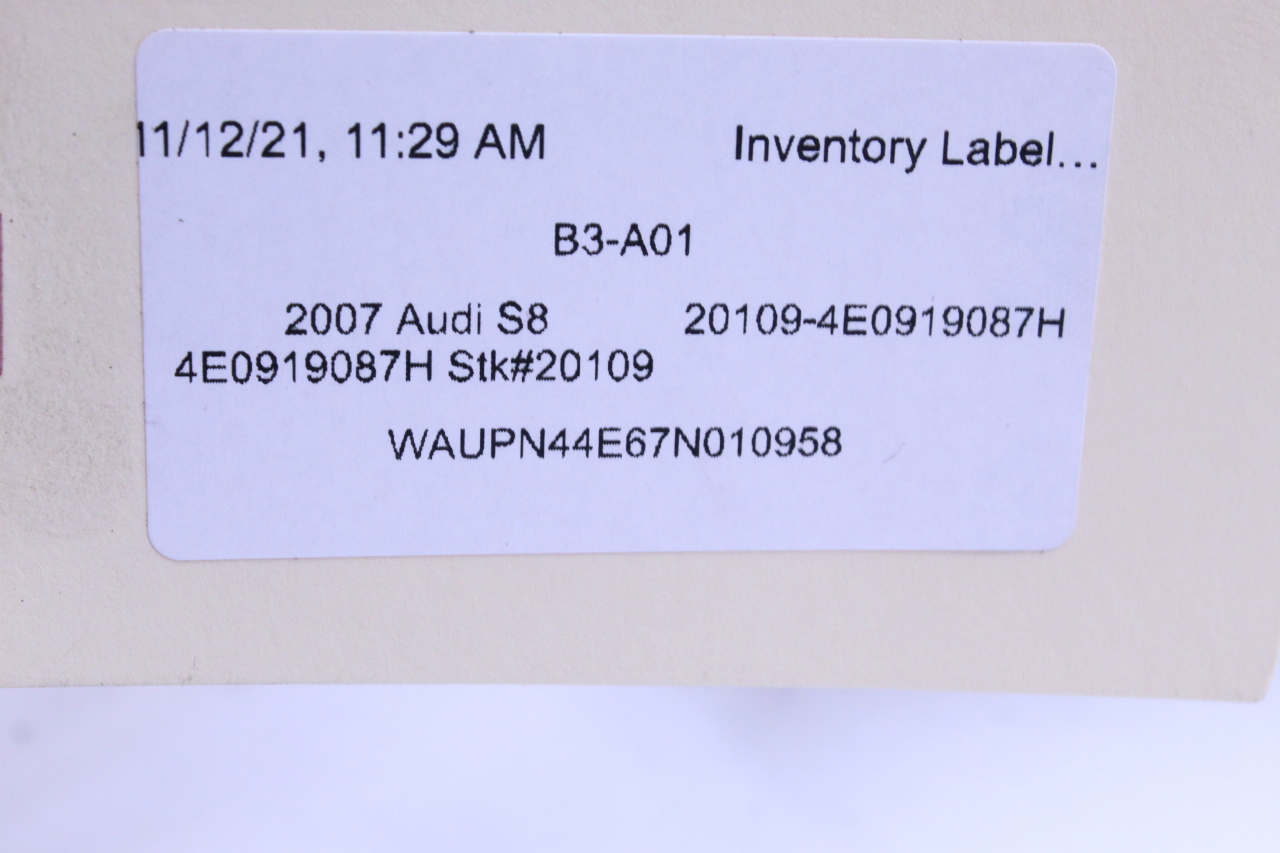 11/12/21, 11:29 AM Inventory Label...
B3-A01
2007 Audi S8 20109-4E0919087H
4E0919087H Stk#20109
WAUPN44E67N010958